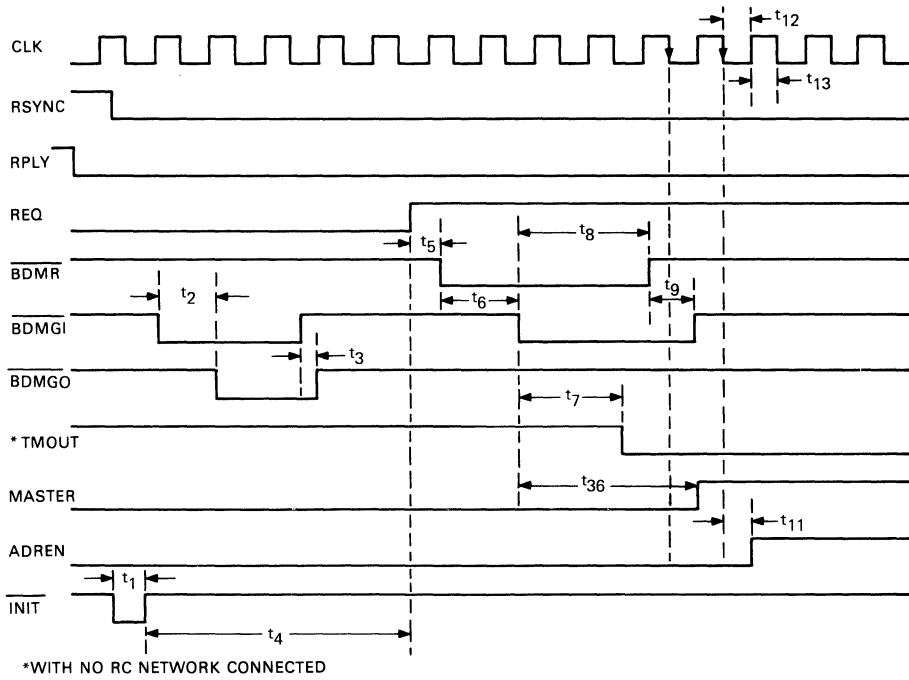 t12
CLK
t13
RSYNC
RPLY
REQ
t5
t8
BDMR
t2
t6
t9
BDMGI
t3
BDMGO
t7
*TMOUT
t36
MASTER
t11
ADREN
t1
INIT
t4
*WITH NO RC NETWORK CONNECTED